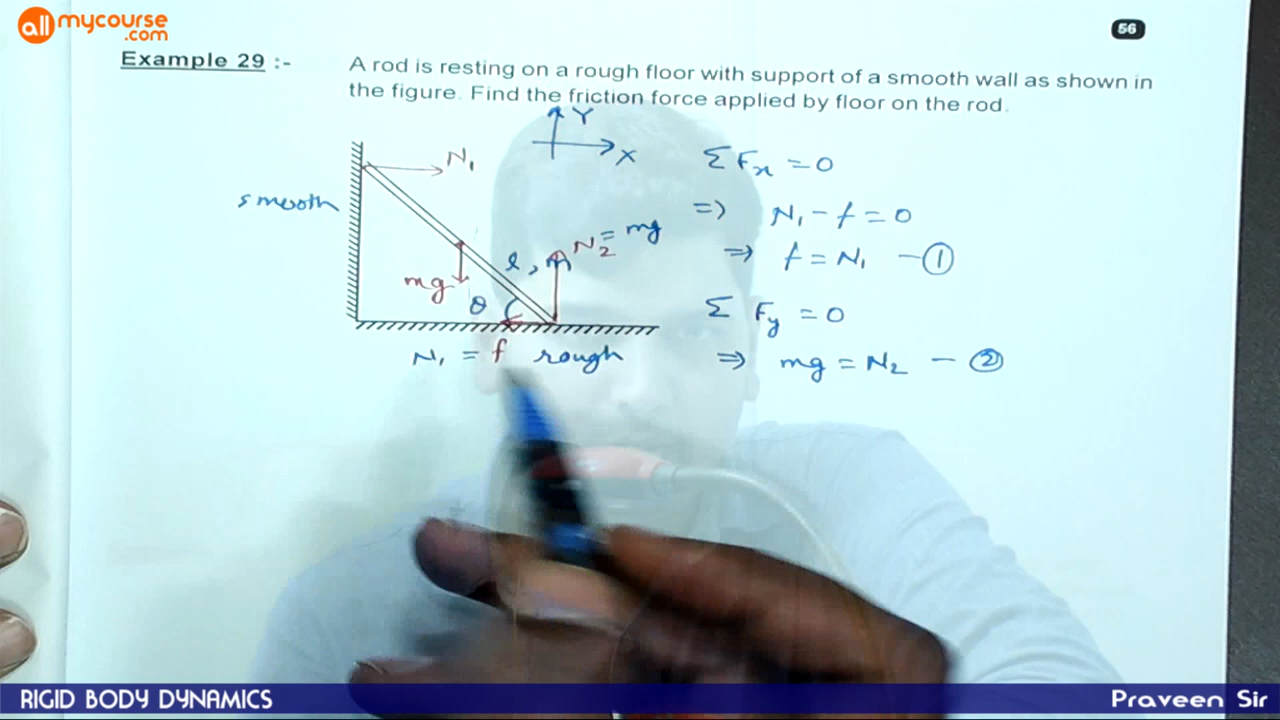 all mycourse .com
56
Example 29 :- A rod is resting on a rough floor with support of a smooth wall as shown in
the figure. Find the friction force applied by floor on the rod.
Y
X
N₁
smooth
mg
θ
l, m
N₂ = mg
N₁ = f rough
Σ Fx = 0
⇒ N₁ - f = 0
⇒ f = N₁ - ①
Σ Fy = 0
⇒ mg = N₂ - ②
RIGID BODY DYNAMICS
Praveen Sir